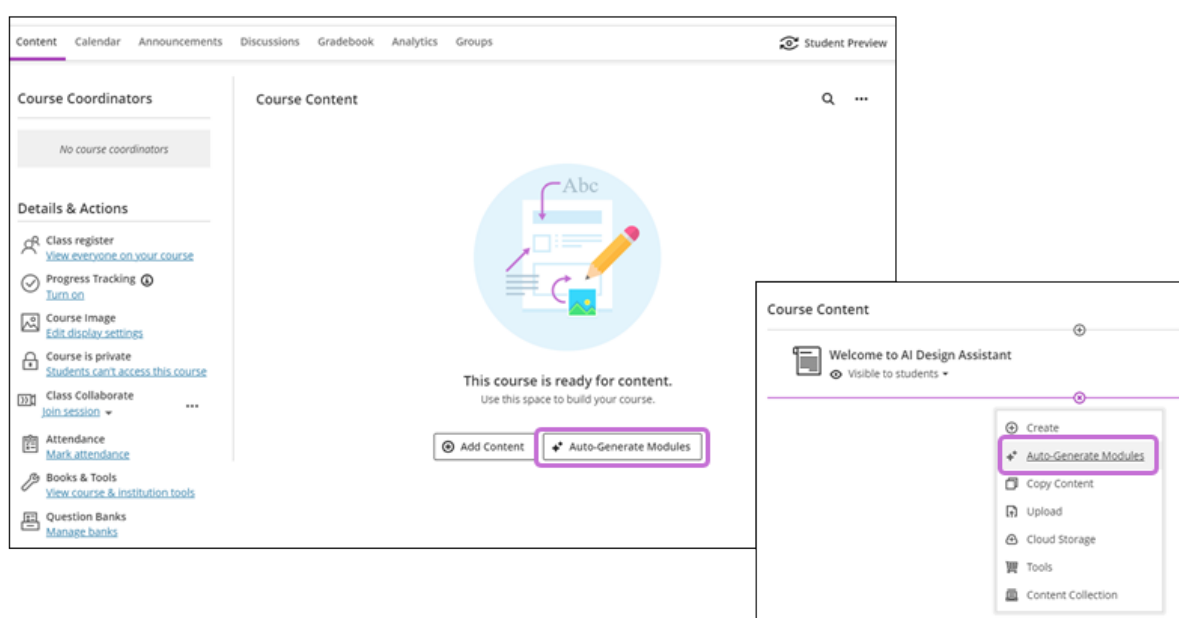 Content Calendar Announcements Discussions Gradebook Analytics Groups Student Preview
Course Coordinators
No course coordinators
Details & Actions
Class register
View everyone on your course
Progress Tracking
Turn on
Course Image
Edit display settings
Course is private
Students can't access this course
Class Collaborate
Join session
Attendance
Mark attendance
Books & Tools
View course & institution tools
Question Banks
Manage banks
Course Content
Abc
This course is ready for content.
Use this space to build your course.
Add Content Auto-Generate Modules
Course Content
Welcome to AI Design Assistant
Visible to students
Create
Auto-Generate Modules
Copy Content
Upload
Cloud Storage
Tools
Content Collection